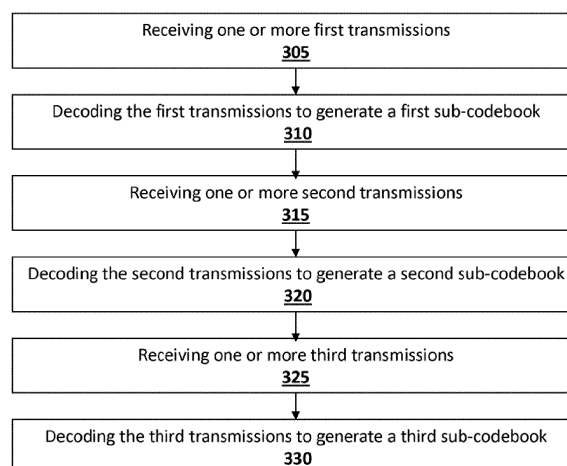 Receiving one or more first transmissions
305
Decoding the first transmissions to generate a first sub-codebook
310
Receiving one or more second transmissions
315
Decoding the second transmissions to generate a second sub-codebook
320
Receiving one or more third transmissions
325
Decoding the third transmissions to generate a third sub-codebook
330